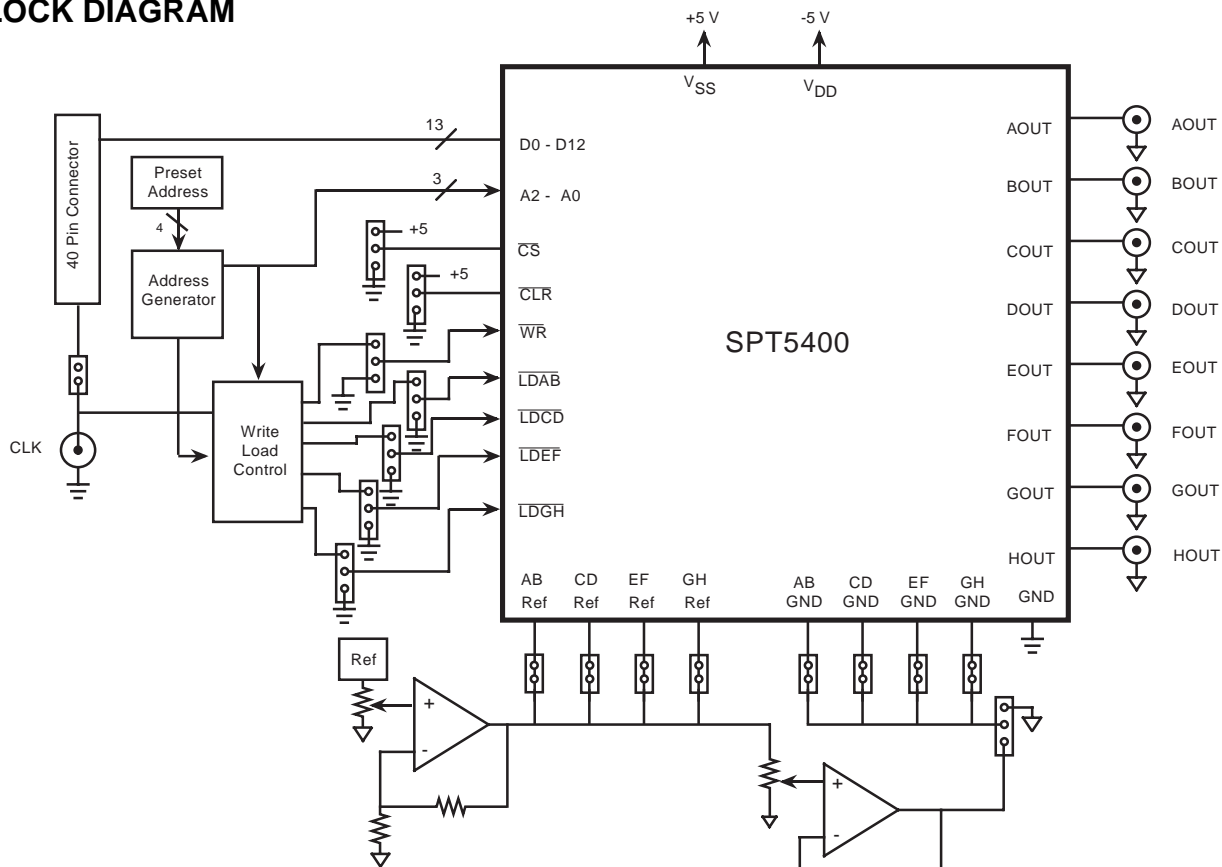 LOCK DIAGRAM
+5 V
-5 V
VSS
VDD
40 Pin Connector
13
D0 - D12
Preset
Address
3
A2 - A0
4
Address
Generator
+5
CS
+5
CLR
WR
LDAB
LDCD
LDEF
LDGH
CLK
Write
Load
Control
SPT5400
AOUT
AOUT
BOUT
BOUT
COUT
COUT
DOUT
DOUT
EOUT
EOUT
FOUT
FOUT
GOUT
GOUT
HOUT
HOUT
AB
Ref
CD
Ref
EF
Ref
GH
Ref
AB
GND
CD
GND
EF
GND
GH
GND
GND
Ref
+
-
+
-